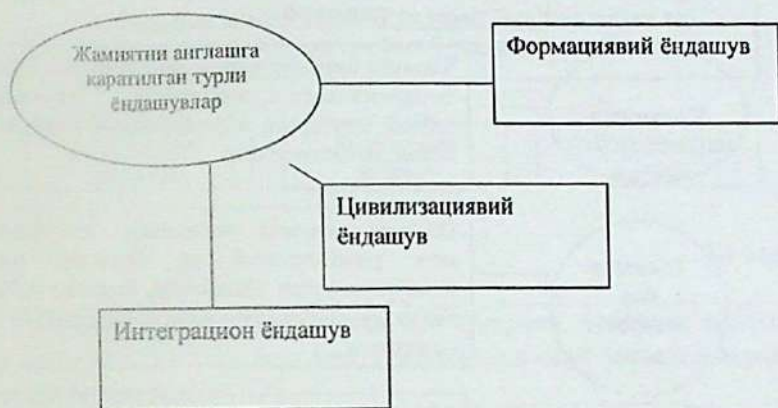 Жамиятни англашга
қаратилган турли
ёндашувлар
Формациявий ёндашув
Цивилизациявий
ёндашув
Интеграцион ёндашув